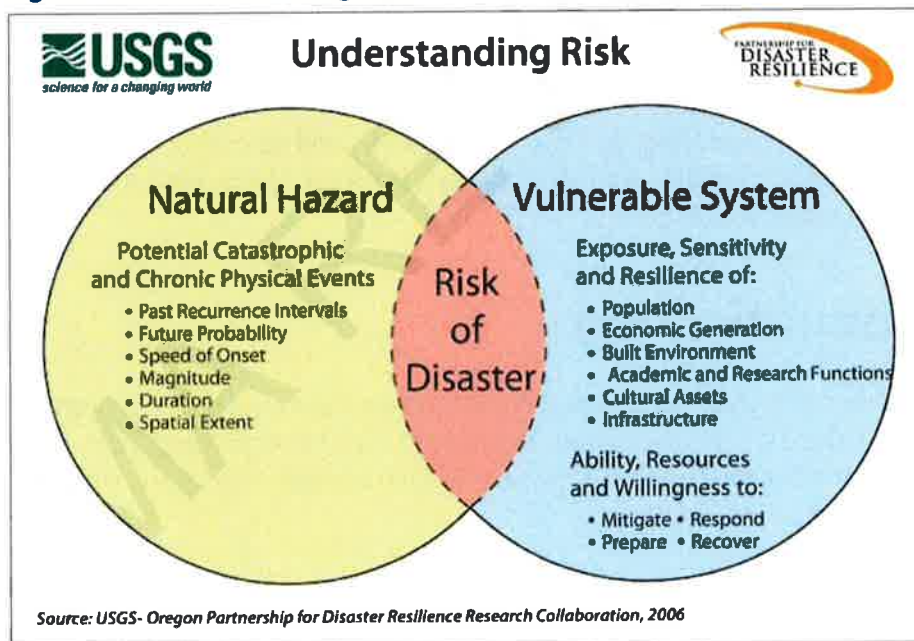 USGS
science for a changing world
Understanding Risk
PARTNERSHIP FOR
DISASTER
RESILIENCE
Natural Hazard
Potential Catastrophic
and Chronic Physical Events
• Past Recurrence Intervals
• Future Probability
• Speed of Onset
• Magnitude
• Duration
• Spatial Extent
Risk
of
Disaster
Vulnerable System
Exposure, Sensitivity
and Resilience of:
• Population
• Economic Generation
• Built Environment
• Academic and Research Functions
• Cultural Assets
• Infrastructure
Ability, Resources
and Willingness to:
• Mitigate • Respond
• Prepare • Recover
Source: USGS- Oregon Partnership for Disaster Resilience Research Collaboration, 2006